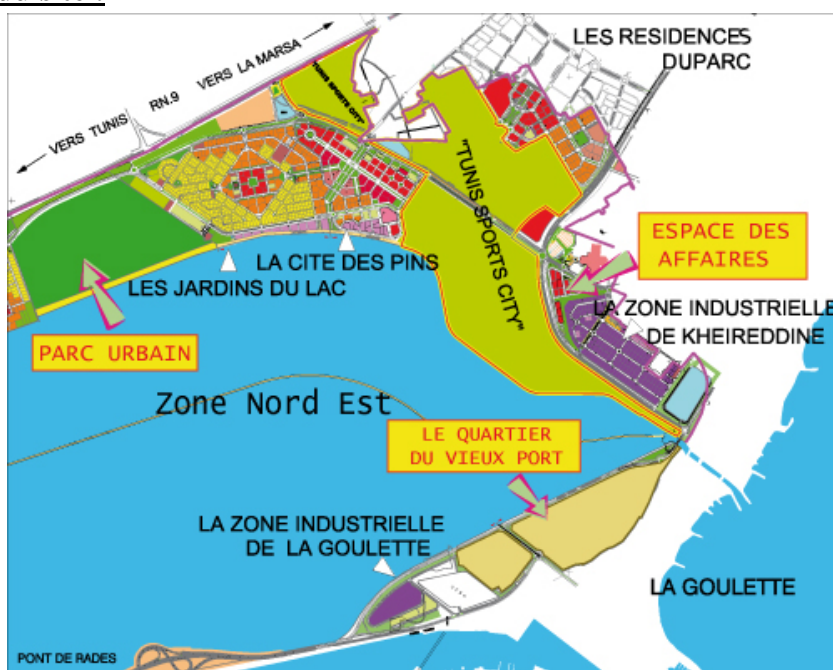 LES RESIDENCES
DUPARC
VERS TUNIS RN.9 VERS LA MARSA
"TUNIS SPORTS CITY"
"TUNIS SPORTS CITY"
ESPACE DES
AFFAIRES
LA CITE DES PINS
LES JARDINS DU LAC
LA ZONE INDUSTRIELLE
DE KHEIREDDINE
PARC URBAIN
Zone Nord Est
LE QUARTIER
DU VIEUX PORT
LA ZONE INDUSTRIELLE
DE LA GOULETTE
LA GOULETTE
PONT DE RADES